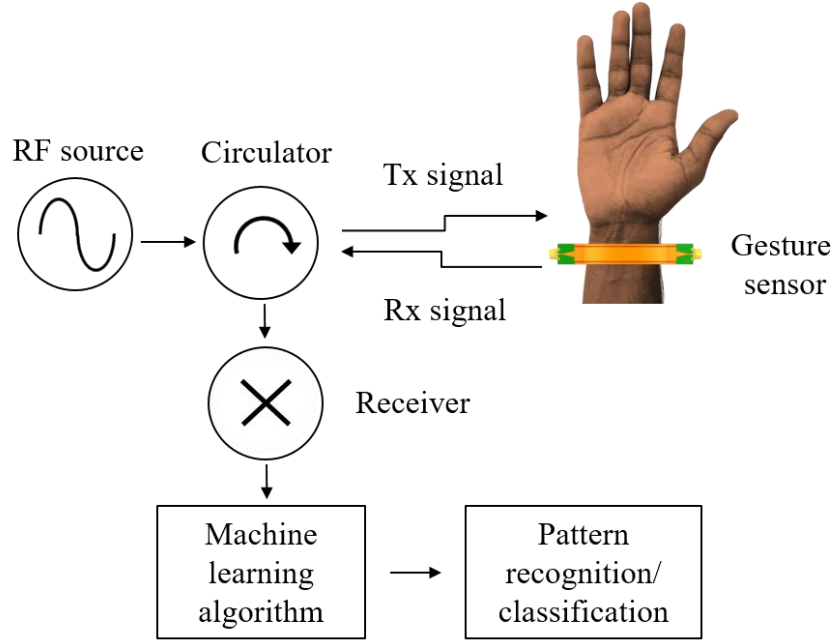 RF source
Circulator
Tx signal
Rx signal
Gesture
sensor
Receiver
Machine
learning
algorithm
Pattern
recognition/
classification